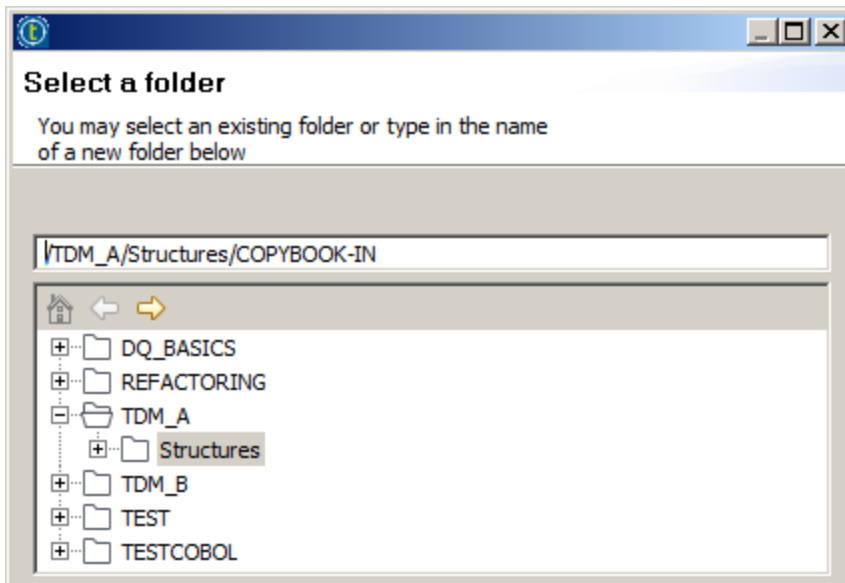 Select a folder
You may select an existing folder or type in the name
of a new folder below
/TDM_A/Structures/COPYBOOK-IN
DQ_BASICS
REFACTORING
TDM_A
Structures
TDM_B
TEST
TESTCOBOL